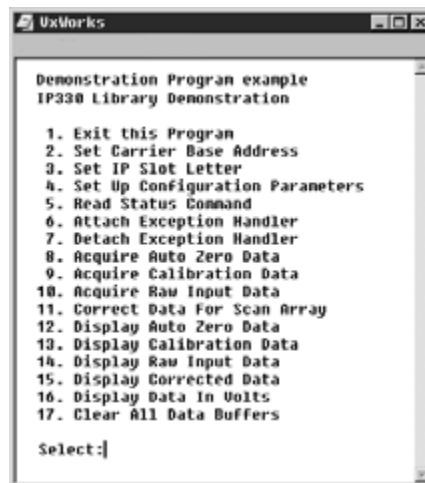 VxWorks
Demonstration Program example
IP330 Library Demonstration
1. Exit this Program
2. Set Carrier Base Address
3. Set IP Slot Letter
4. Set Up Configuration Parameters
5. Read Status Command
6. Attach Exception Handler
7. Detach Exception Handler
8. Acquire Auto Zero Data
9. Acquire Calibration Data
10. Acquire Raw Input Data
11. Correct Data For Scan Array
12. Display Auto Zero Data
13. Display Calibration Data
14. Display Raw Input Data
15. Display Corrected Data
16. Display Data In Volts
17. Clear All Data Buffers
Select: